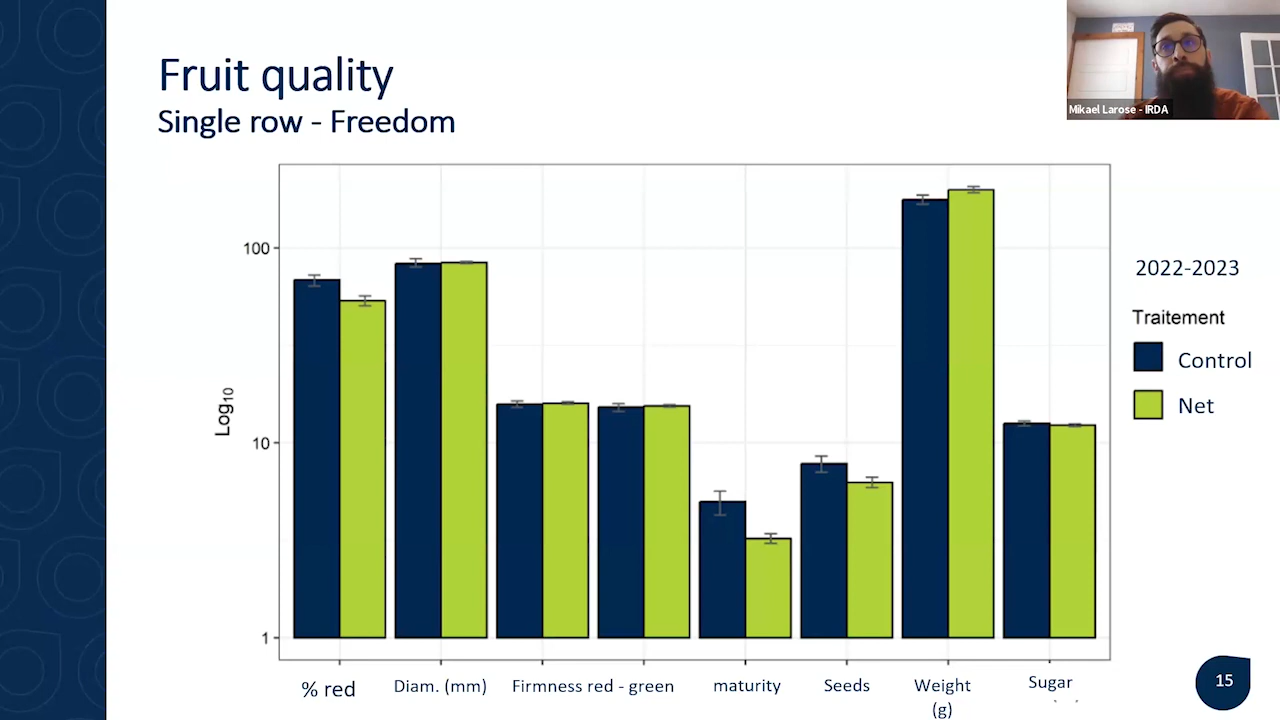 Fruit quality
Single row - Freedom
Mikael Larose - IRDA
100
10
1
Log10
2022-2023
Traitement
Control
Net
% red
Diam. (mm)
Firmness red - green
maturity
Seeds
Weight
(g)
Sugar
15